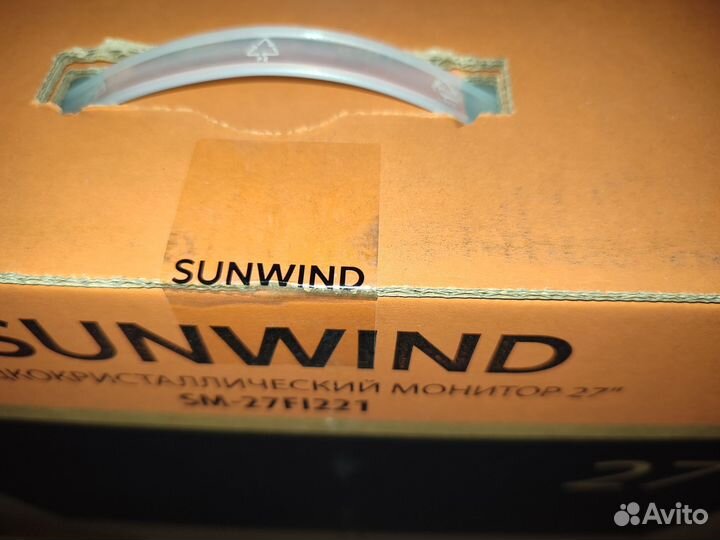 SUNWIND
SUNWIND
ДКОКРИСТАЛЛИЧЕСКИЙ МОНИТОР 27"
SM-27FI221
27
Avito